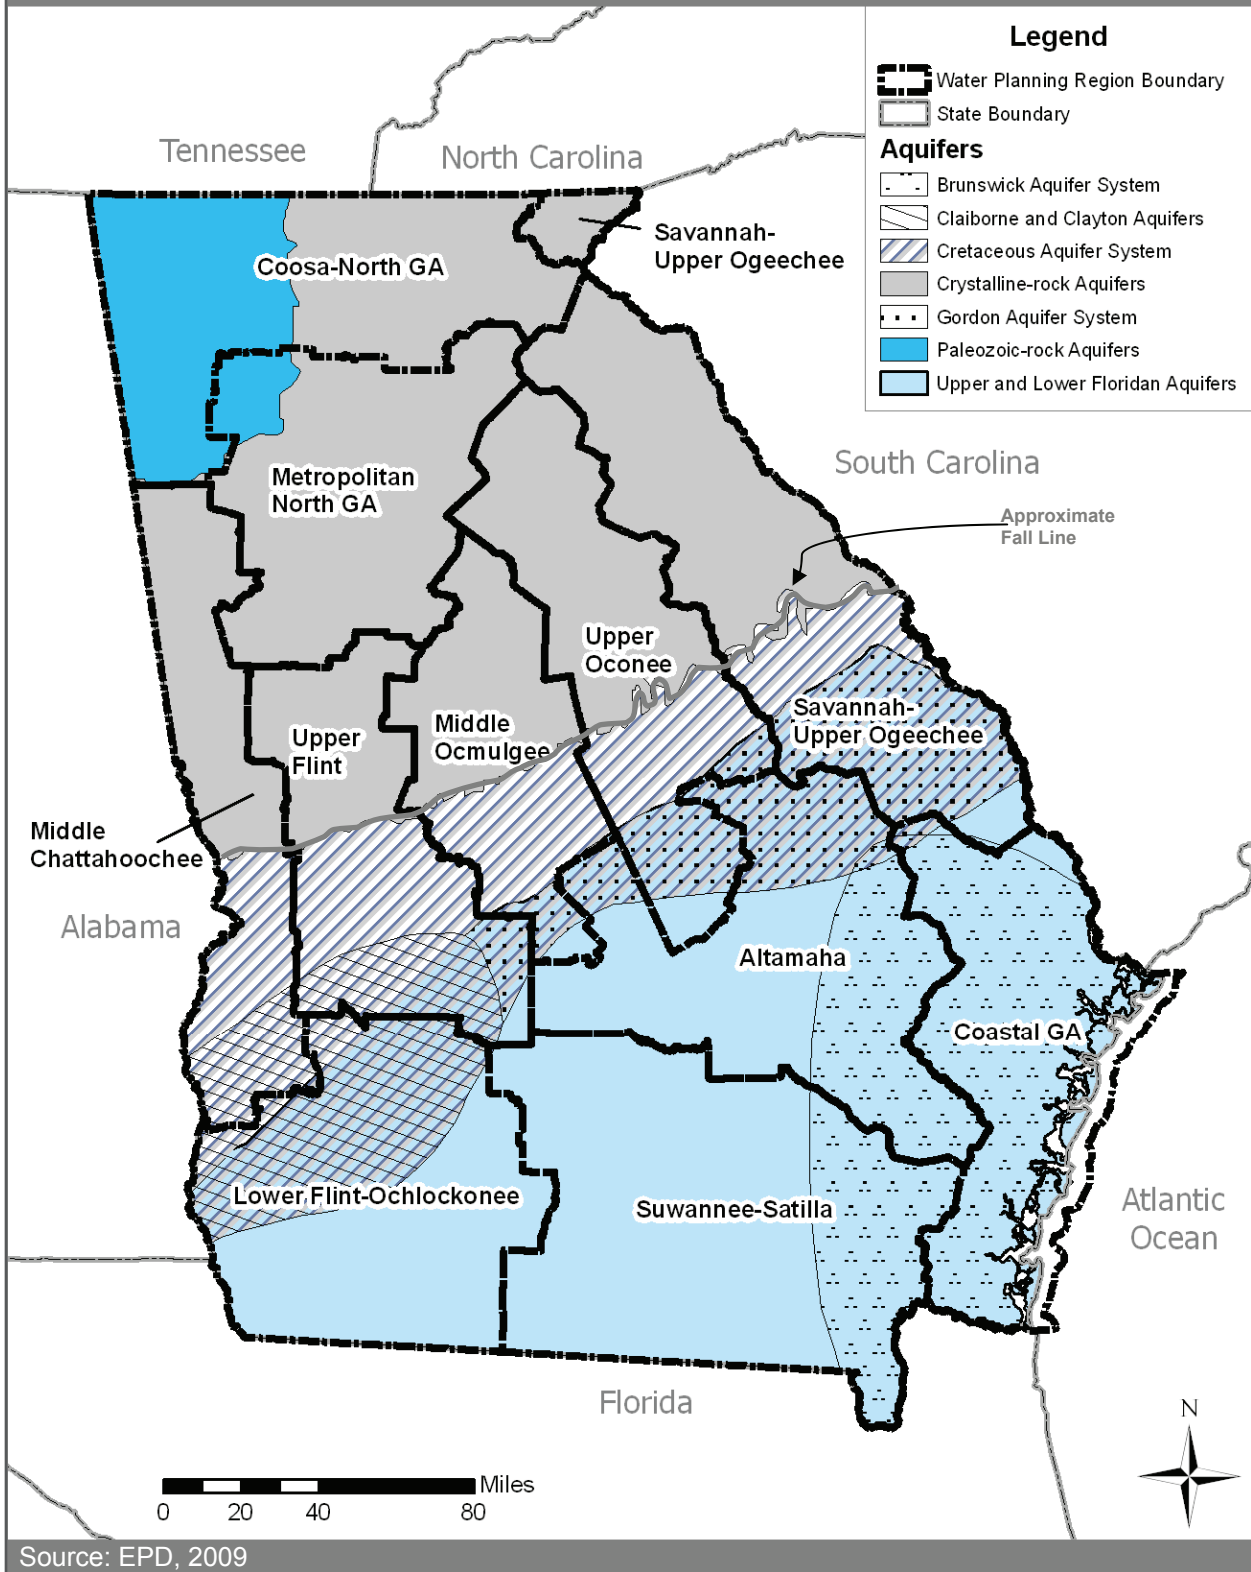 Legend
Water Planning Region Boundary
State Boundary
Aquifers
Brunswick Aquifer System
Claiborne and Clayton Aquifers
Cretaceous Aquifer System
Crystalline-rock Aquifers
Gordon Aquifer System
Paleozoic-rock Aquifers
Upper and Lower Floridan Aquifers
Tennessee
North Carolina
Savannah-
Upper Ogeechee
Coosa-North GA
South Carolina
Metropolitan
North GA
Approximate
Fall Line
Upper
Oconee
Savannah-
Upper Ogeechee
Middle
Ocmulgee
Upper
Flint
Middle
Chattahoochee
Alabama
Altamaha
Coastal GA
Lower Flint-Ochlockonee
Suwannee-Satilla
Atlantic
Ocean
Florida
N
Miles
0 20 40 80
Source: EPD, 2009